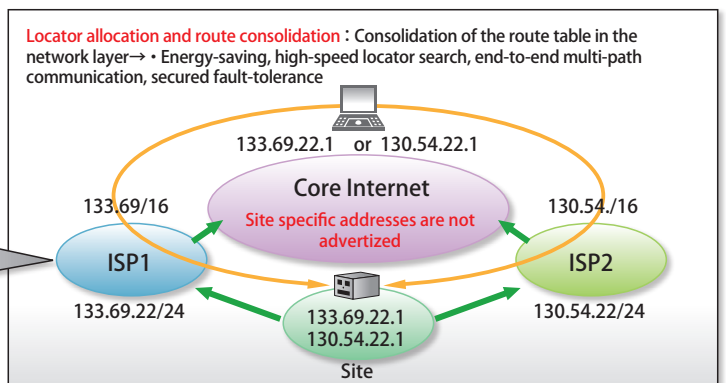 Locator allocation and route consolidation : Consolidation of the route table in the
network layer→ • Energy-saving, high-speed locator search, end-to-end multi-path
communication, secured fault-tolerance
133.69.22.1 or 130.54.22.1
Core Internet
Site specific addresses are not
advertized
133.69/16
130.54./16
ISP1
ISP2
133.69.22/24
130.54.22/24
133.69.22.1
130.54.22.1
Site